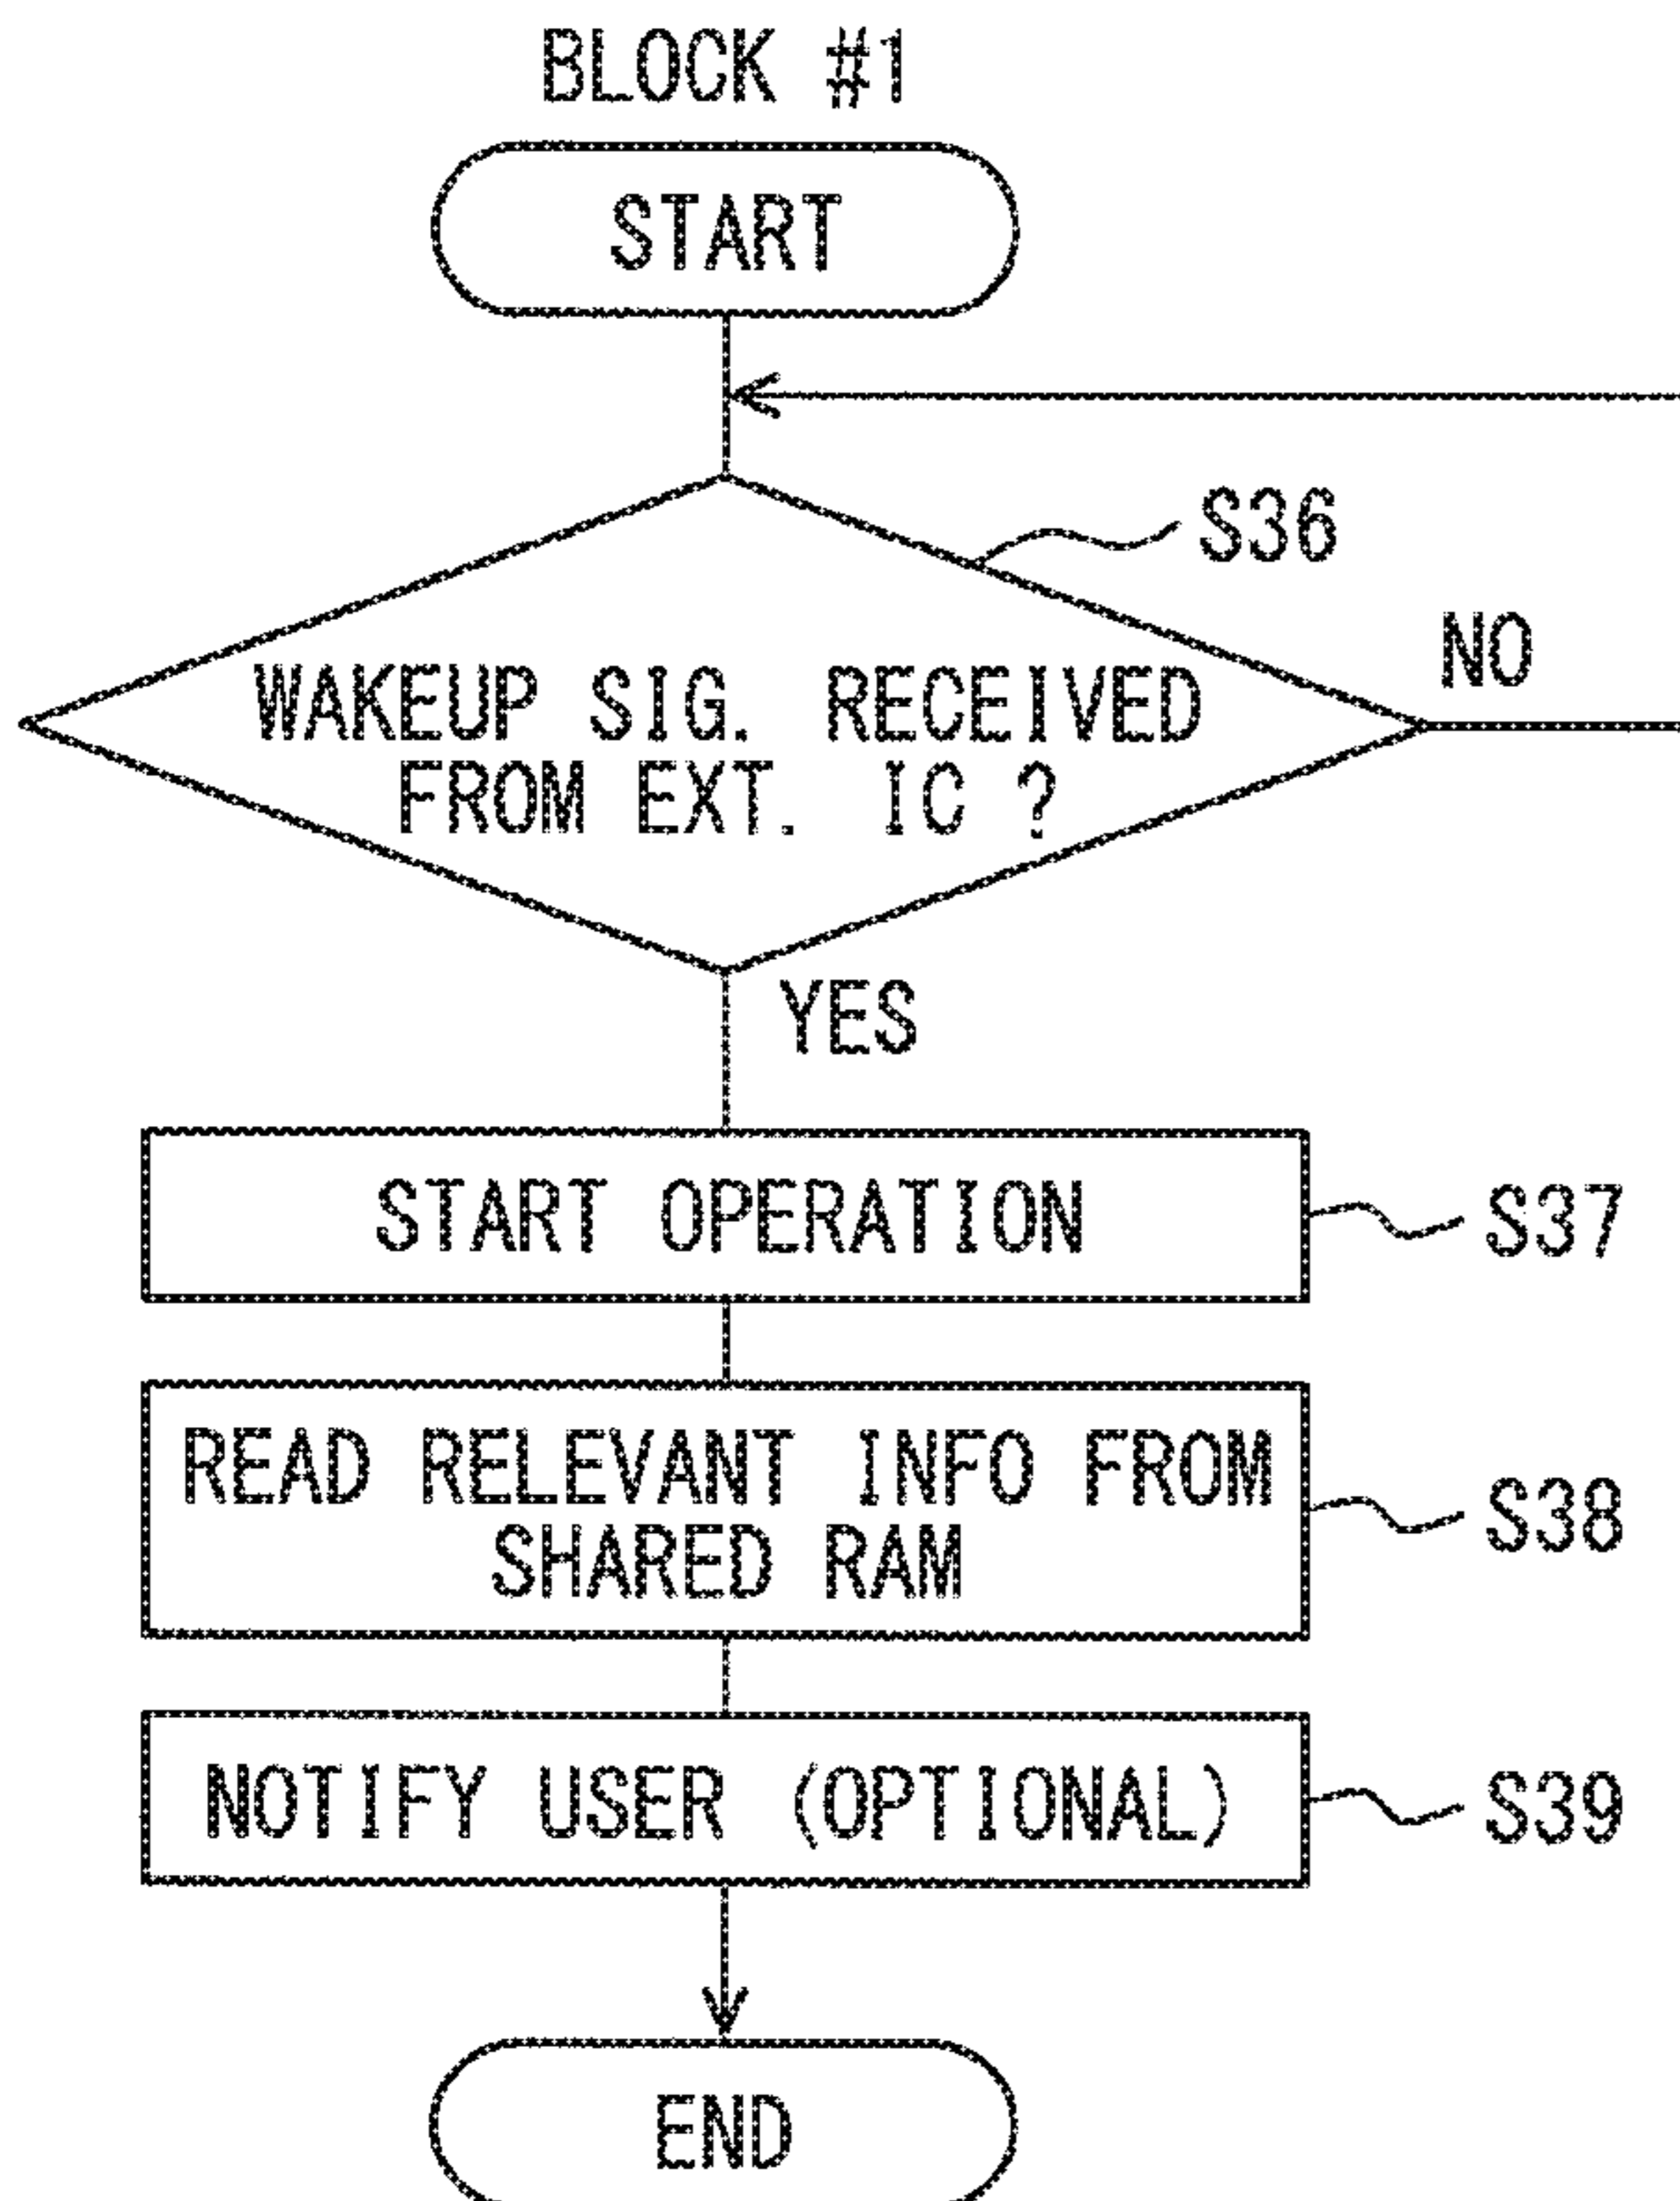 BLOCK #1
START
S36
NO
WAKEUP SIG. RECEIVED
FROM EXT. IC ?
YES
START OPERATION
S37
READ RELEVANT INFO FROM
SHARED RAM
S38
NOTIFY USER (OPTIONAL)
S39
END